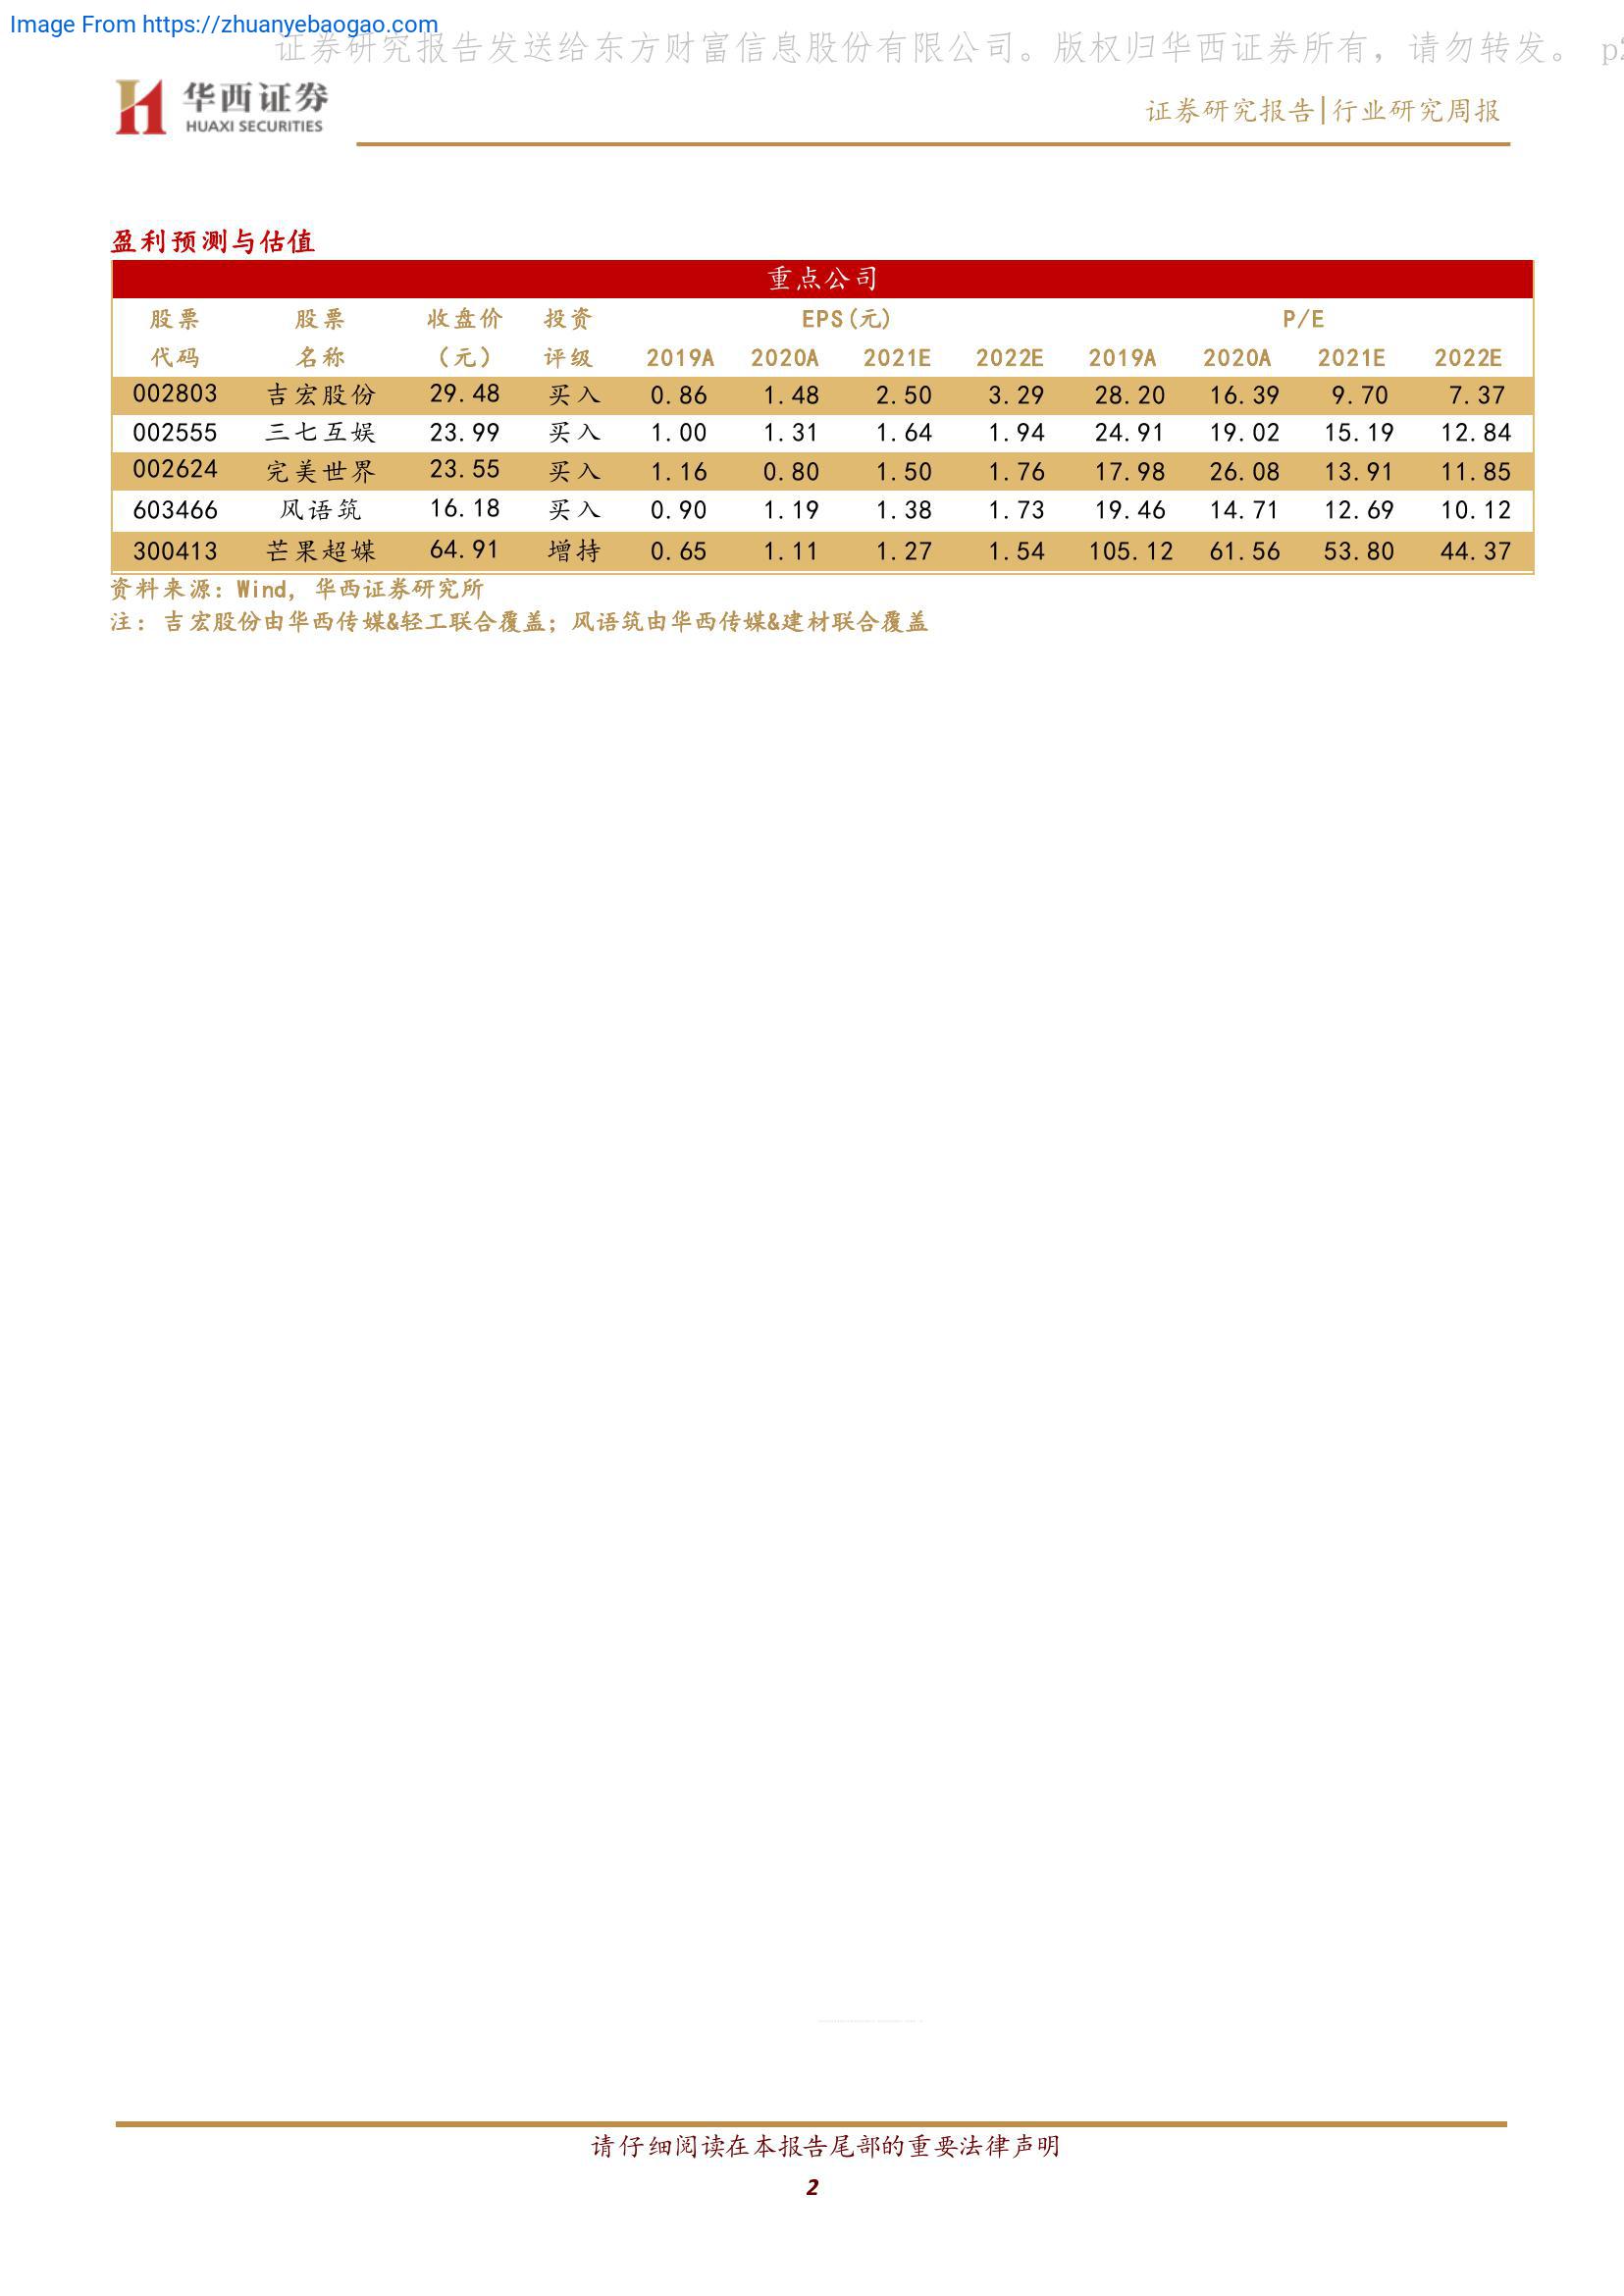 Image From https://zhuanyebaogao.com
证券研究报告发送给东方财富信息股份有限公司。版权归华西证券所有，请勿转发。 p2
华西证券
HUAXI SECURITIES
证券研究报告|行业研究周报
盈利预测与估值
重点公司
股票 股票 收盘价 投资 EPS(元) P/E
代码 名称 （元） 评级 2019A 2020A 2021E 2022E 2019A 2020A 2021E 2022E
002803 吉宏股份 29.48 买入 0.86 1.48 2.50 3.29 28.20 16.39 9.70 7.37
002555 三七互娱 23.99 买入 1.00 1.31 1.64 1.94 24.91 19.02 15.19 12.84
002624 完美世界 23.55 买入 1.16 0.80 1.50 1.76 17.98 26.08 13.91 11.85
603466 风语筑 16.18 买入 0.90 1.19 1.38 1.73 19.46 14.71 12.69 10.12
300413 芒果超媒 64.91 增持 0.65 1.11 1.27 1.54 105.12 61.56 53.80 44.37
资料来源：Wind，华西证券研究所
注：吉宏股份由华西传媒&轻工联合覆盖；风语筑由华西传媒&建材联合覆盖
请仔细阅读在本报告尾部的重要法律声明
2